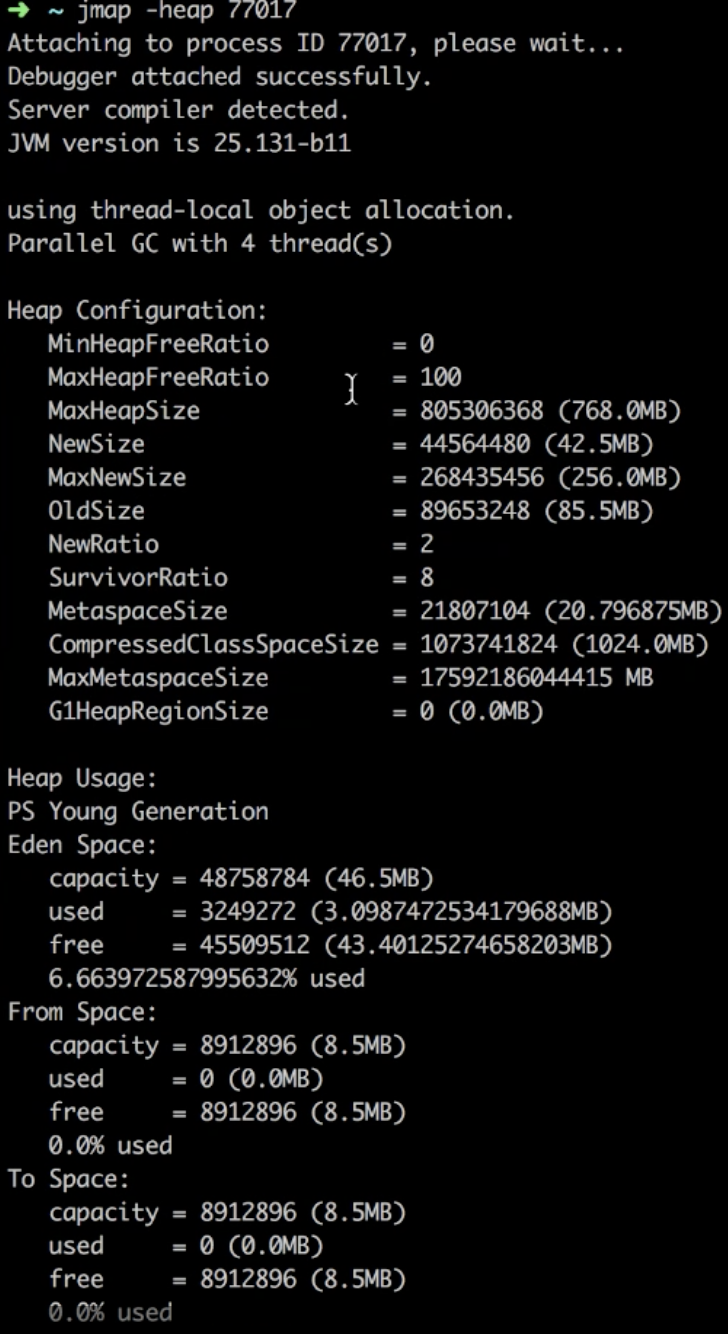 ➜ ~ jmap -heap 77017
Attaching to process ID 77017, please wait...
Debugger attached successfully.
Server compiler detected.
JVM version is 25.131-b11

using thread-local object allocation.
Parallel GC with 4 thread(s)

Heap Configuration:
   MinHeapFreeRatio         = 0
   MaxHeapFreeRatio         = 100
   MaxHeapSize              = 805306368 (768.0MB)
   NewSize                  = 44564480 (42.5MB)
   MaxNewSize               = 268435456 (256.0MB)
   OldSize                  = 89653248 (85.5MB)
   NewRatio                 = 2
   SurvivorRatio            = 8
   MetaspaceSize            = 21807104 (20.796875MB)
   CompressedClassSpaceSize = 1073741824 (1024.0MB)
   MaxMetaspaceSize         = 17592186044415 MB
   G1HeapRegionSize         = 0 (0.0MB)

Heap Usage:
PS Young Generation
Eden Space:
   capacity = 48758784 (46.5MB)
   used     = 3249272 (3.0987472534179688MB)
   free     = 45509512 (43.40125274658203MB)
   6.663972587995632% used
From Space:
   capacity = 8912896 (8.5MB)
   used     = 0 (0.0MB)
   free     = 8912896 (8.5MB)
   0.0% used
To Space:
   capacity = 8912896 (8.5MB)
   used     = 0 (0.0MB)
   free     = 8912896 (8.5MB)
   0.0% used